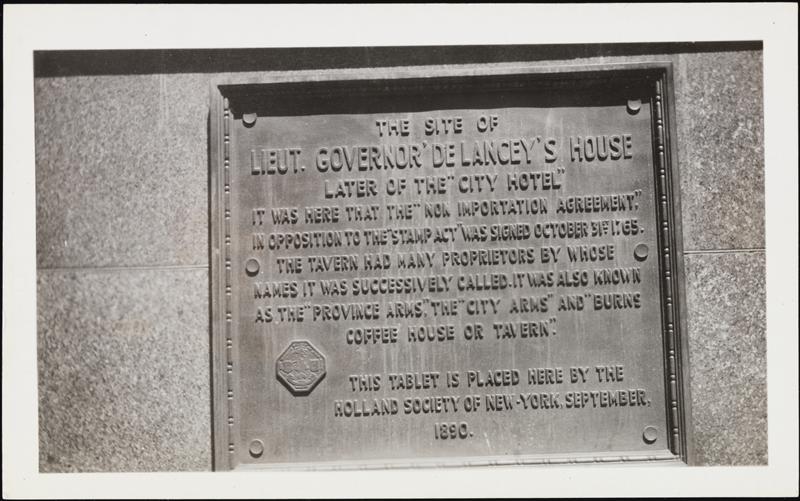 THE SITE OF
LIEUT. GOVERNOR' DE LANCEY'S HOUSE
LATER OF THE "CITY HOTEL"
IT WAS HERE THAT THE "NON IMPORTATION AGREEMENT,"
IN OPPOSITION TO THE "STAMP ACT" WAS SIGNED OCTOBER 31ST 1765.
THE TAVERN HAD MANY PROPRIETORS BY WHOSE
NAMES IT WAS SUCCESSIVELY CALLED. IT WAS ALSO KNOWN
AS THE "PROVINCE ARMS", THE "CITY ARMS" AND "BURNS
COFFEE HOUSE OR TAVERN".
THIS TABLET IS PLACED HERE BY THE
HOLLAND SOCIETY OF NEW-YORK, SEPTEMBER,
1890.